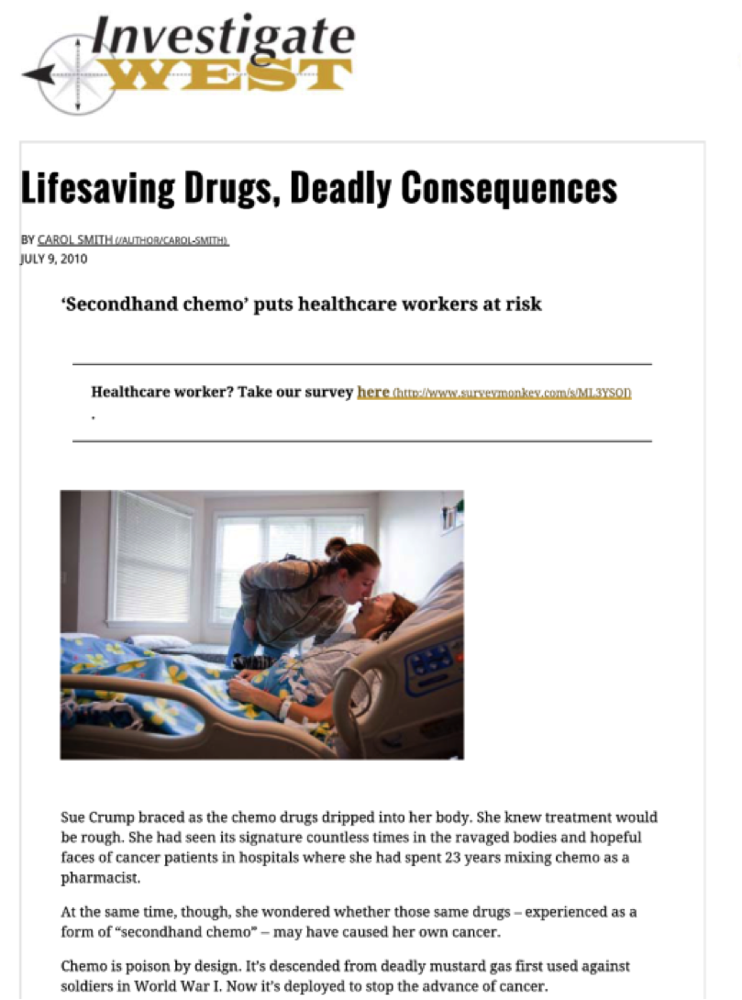 Investigate
WEST
Lifesaving Drugs, Deadly Consequences
BY CAROL SMITH (/AUTHOR/CAROL-SMITH)
JULY 9, 2010
‘Secondhand chemo’ puts healthcare workers at risk
Healthcare worker? Take our survey here (http://www.surveymonkey.com/s/ML3YSQJ)
.
Sue Crump braced as the chemo drugs dripped into her body. She knew treatment would
be rough. She had seen its signature countless times in the ravaged bodies and hopeful
faces of cancer patients in hospitals where she had spent 23 years mixing chemo as a
pharmacist.
At the same time, though, she wondered whether those same drugs – experienced as a
form of “secondhand chemo” – may have caused her own cancer.
Chemo is poison by design. It’s descended from deadly mustard gas first used against
soldiers in World War I. Now it’s deployed to stop the advance of cancer.